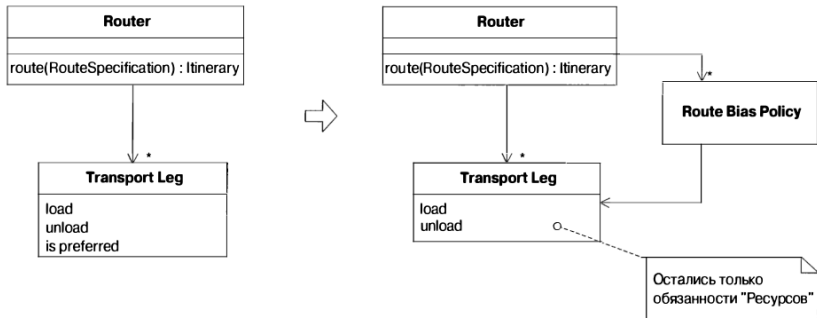 Router
route(RouteSpecification) : Itinerary
*
Transport Leg
load
unload
is preferred
Router
route(RouteSpecification) : Itinerary
*
Route Bias Policy
*
Transport Leg
load
unload
Остались только
обязанности "Ресурсов"